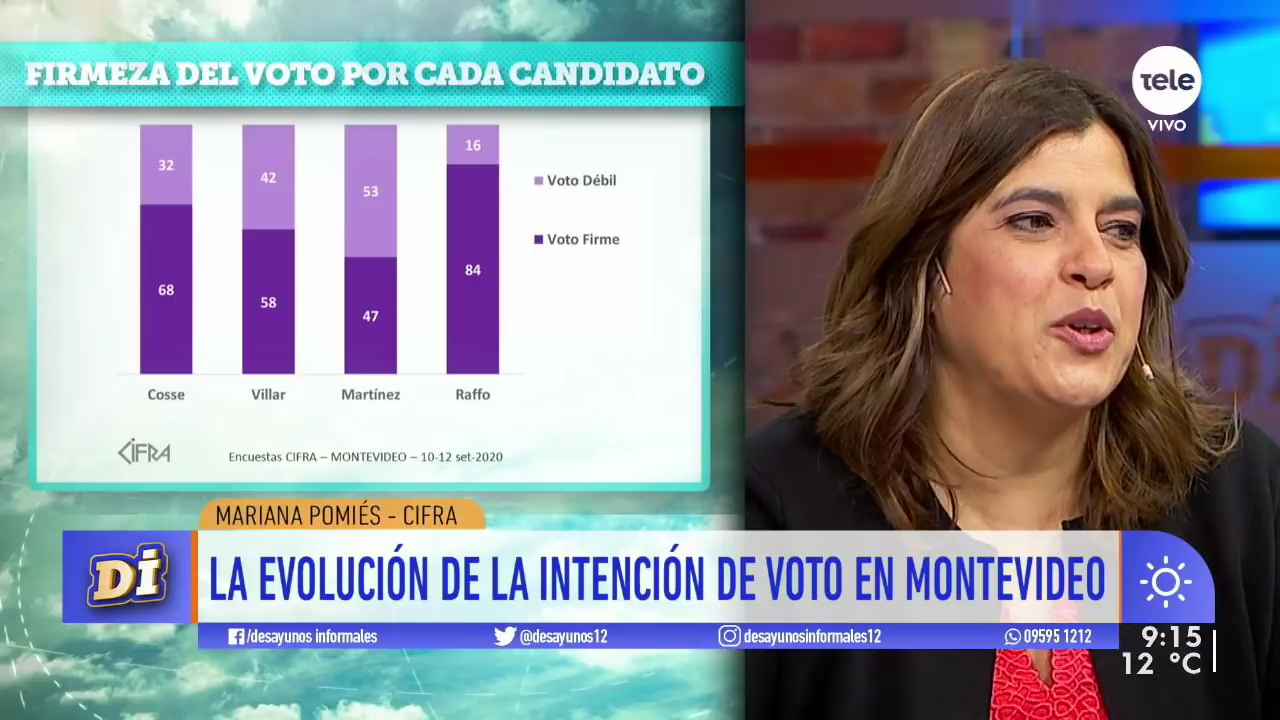 FIRMEZA DEL VOTO POR CADA CANDIDATO
32
42
53
16
68
58
47
84
Voto Débil
Voto Firme
Cosse
Villar
Martínez
Raffo
CIFRA
Encuestas CIFRA – MONTEVIDEO – 10-12 set-2020
tele
VIVO
MARIANA POMIÉS - CIFRA
Di
LA EVOLUCIÓN DE LA INTENCIÓN DE VOTO EN MONTEVIDEO
/desayunos informales
@desayunos12
desayunosinformales12
09595 1212
9:15
12 °C